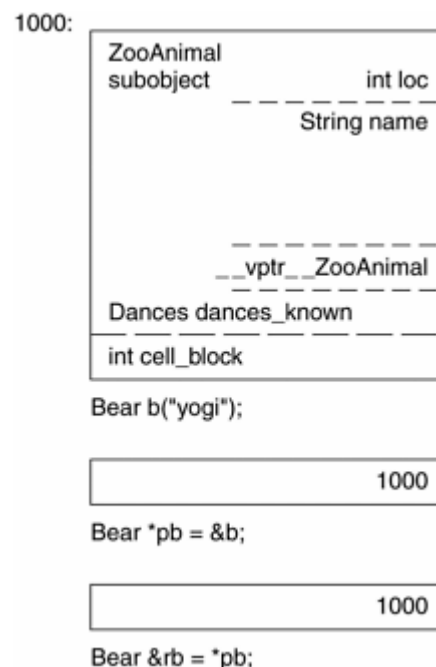 1000:
ZooAnimal
subobject int loc
String name
__vptr__ZooAnimal
Dances dances_known
int cell_block
Bear b("yogi");
1000
Bear *pb = &b;
1000
Bear &rb = *pb;